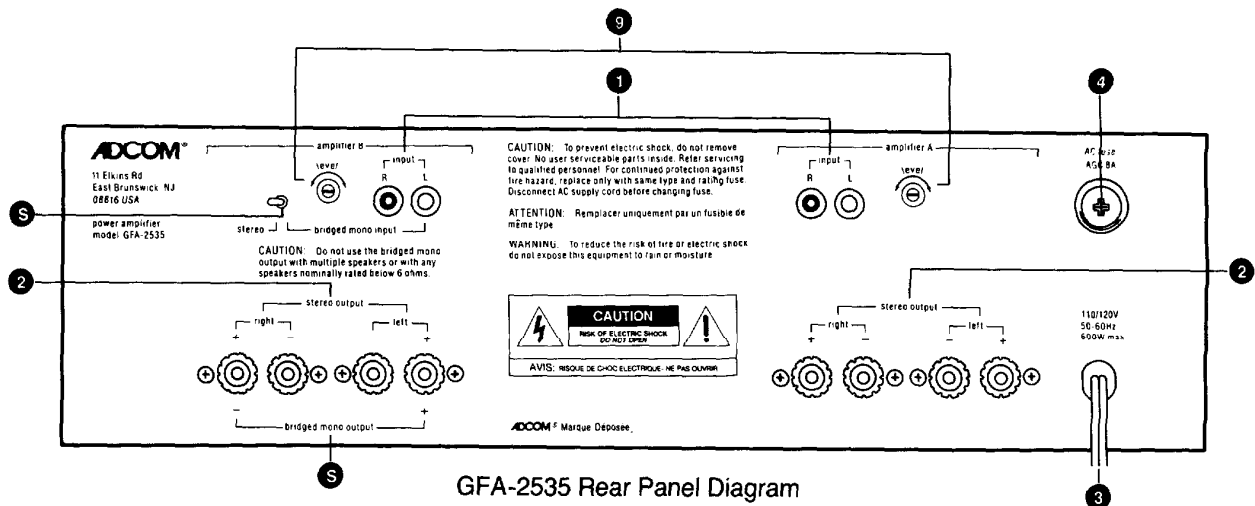 9
1
4
ADCOM®
11 Elkins Rd
East Brunswick NJ
08816 USA
power amplifier
model GFA-2535
amplifier B
level
input
R L
S
stereo
bridged mono input
CAUTION: Do not use the bridged mono
output with multiple speakers or with any
speakers nominally rated below 6 ohms.
2
stereo output
right
left
+ − − +
− +
bridged mono output
S
CAUTION: To prevent electric shock, do not remove
cover. No user serviceable parts inside. Refer servicing
to qualified personnel. For continued protection against
fire hazard, replace only with same type and rating fuse.
Disconnect AC supply cord before changing fuse.
ATTENTION: Remplacer uniquement par un fusible de
même type
WARNING. To reduce the risk of fire or electric shock
do not expose this equipment to rain or moisture
CAUTION
RISK OF ELECTRIC SHOCK
DO NOT OPEN
AVIS: RISQUE DE CHOC ELECTRIQUE- NE PAS OUVRIR
ADCOM® Marque Déposée.
amplifier A
input
R L
level
AC fuse
AGC 8A
2
stereo output
right
left
+ − − +
110/120V
50-60Hz
600W max
3
GFA-2535 Rear Panel Diagram